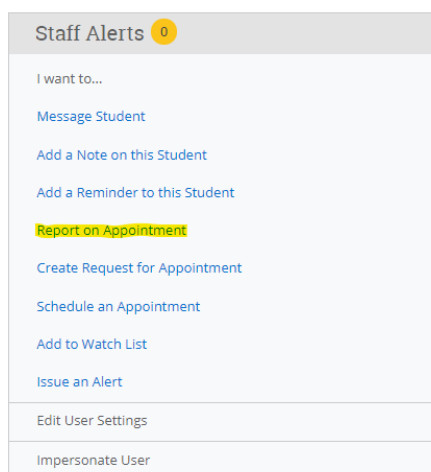 Staff Alerts 0
I want to...
Message Student
Add a Note on this Student
Add a Reminder to this Student
Report on Appointment
Create Request for Appointment
Schedule an Appointment
Add to Watch List
Issue an Alert
Edit User Settings
Impersonate User